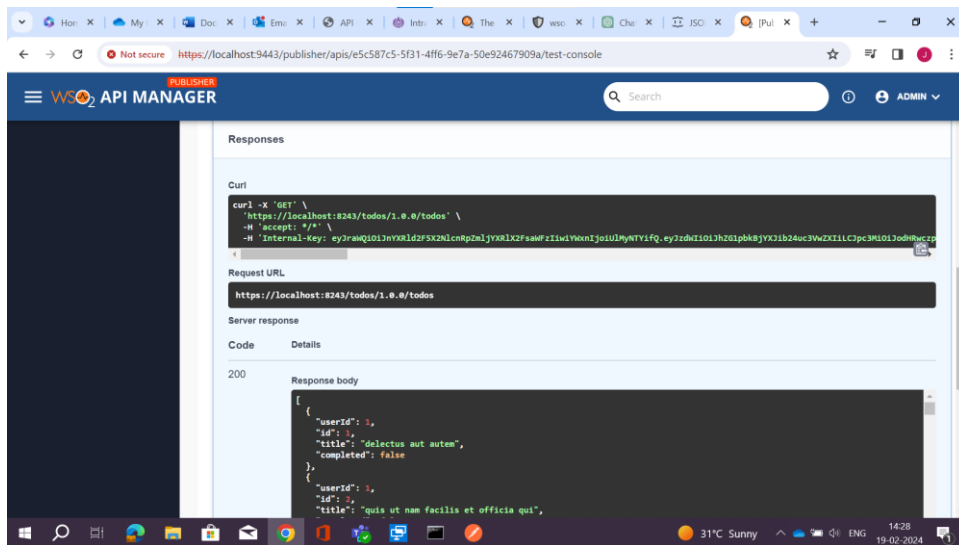 Hor
My
Doc
Ema
API
Intr
The
wso
Cha
JSO
[Pul
Not secure https://localhost:9443/publisher/apis/e5c587c5-5f31-4ff6-9e7a-50e92467909a/test-console
J
PUBLISHER
WSO2 API MANAGER
Search
ADMIN
Responses
Curl
curl -X 'GET' \
'https://localhost:8243/todos/1.0.0/todos' \
-H 'accept: */*' \
-H 'Internal-Key:
Request URL
https://localhost:8243/todos/1.0.0/todos
Server response
Code Details
200
Response body
[
{
"userId": 1,
"id": 1,
"title": "delectus aut autem",
"completed": false
},
{
"userId": 1,
"id": 2,
"title": "quis ut nam facilis et officia qui",
31°C Sunny
ENG
14:28
19-02-2024
1